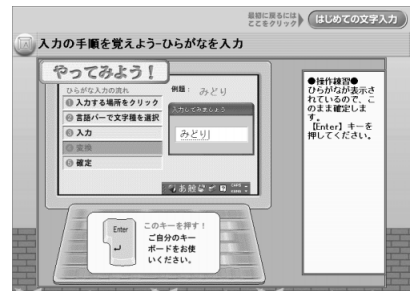 最初に戻るには
ここをクリック
はじめての文字入力
入力の手順を覚えよう-ひらがなを入力
やってみよう!
ひらがな入力の流れ
❶ 入力する場所をクリック
❷ 言語バーで文字種を選択
❸ 入力
❹ 変換
❺ 確定
例題: みどり
入力してみましょう
みどり
あ 般
Enter
このキーを押す!
ご自分のキー
ボードをお使
いください。
●操作練習●
ひらがなが表示さ
れているので、こ
のまま確定しま
す。
【Enter】キーを
押してください。